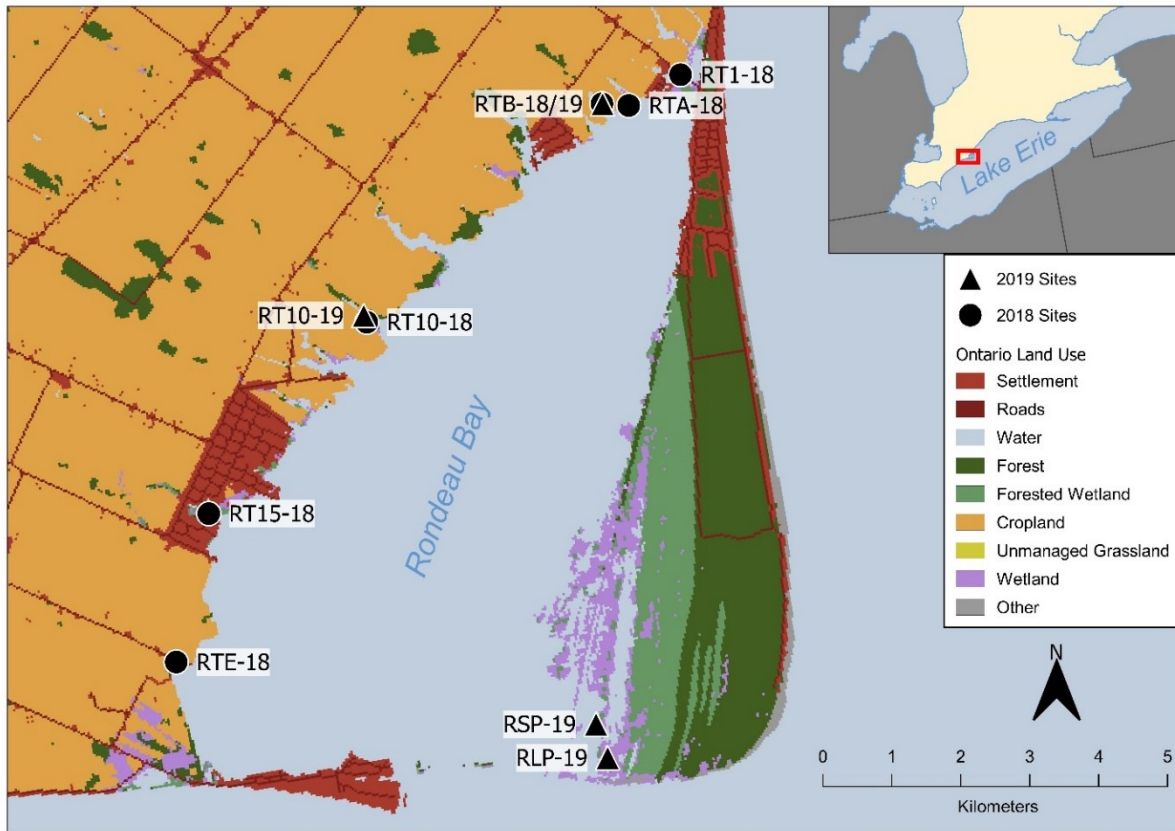 RT1-18
RTB-18/19
RTA-18
Lake Erie
RT10-19
RT10-18
Rondeau Bay
RT15-18
RTE-18
RSP-19
RLP-19
2019 Sites
2018 Sites
Ontario Land Use
Settlement
Roads
Water
Forest
Forested Wetland
Cropland
Unmanaged Grassland
Wetland
Other
N
0 1 2 3 4 5
Kilometers